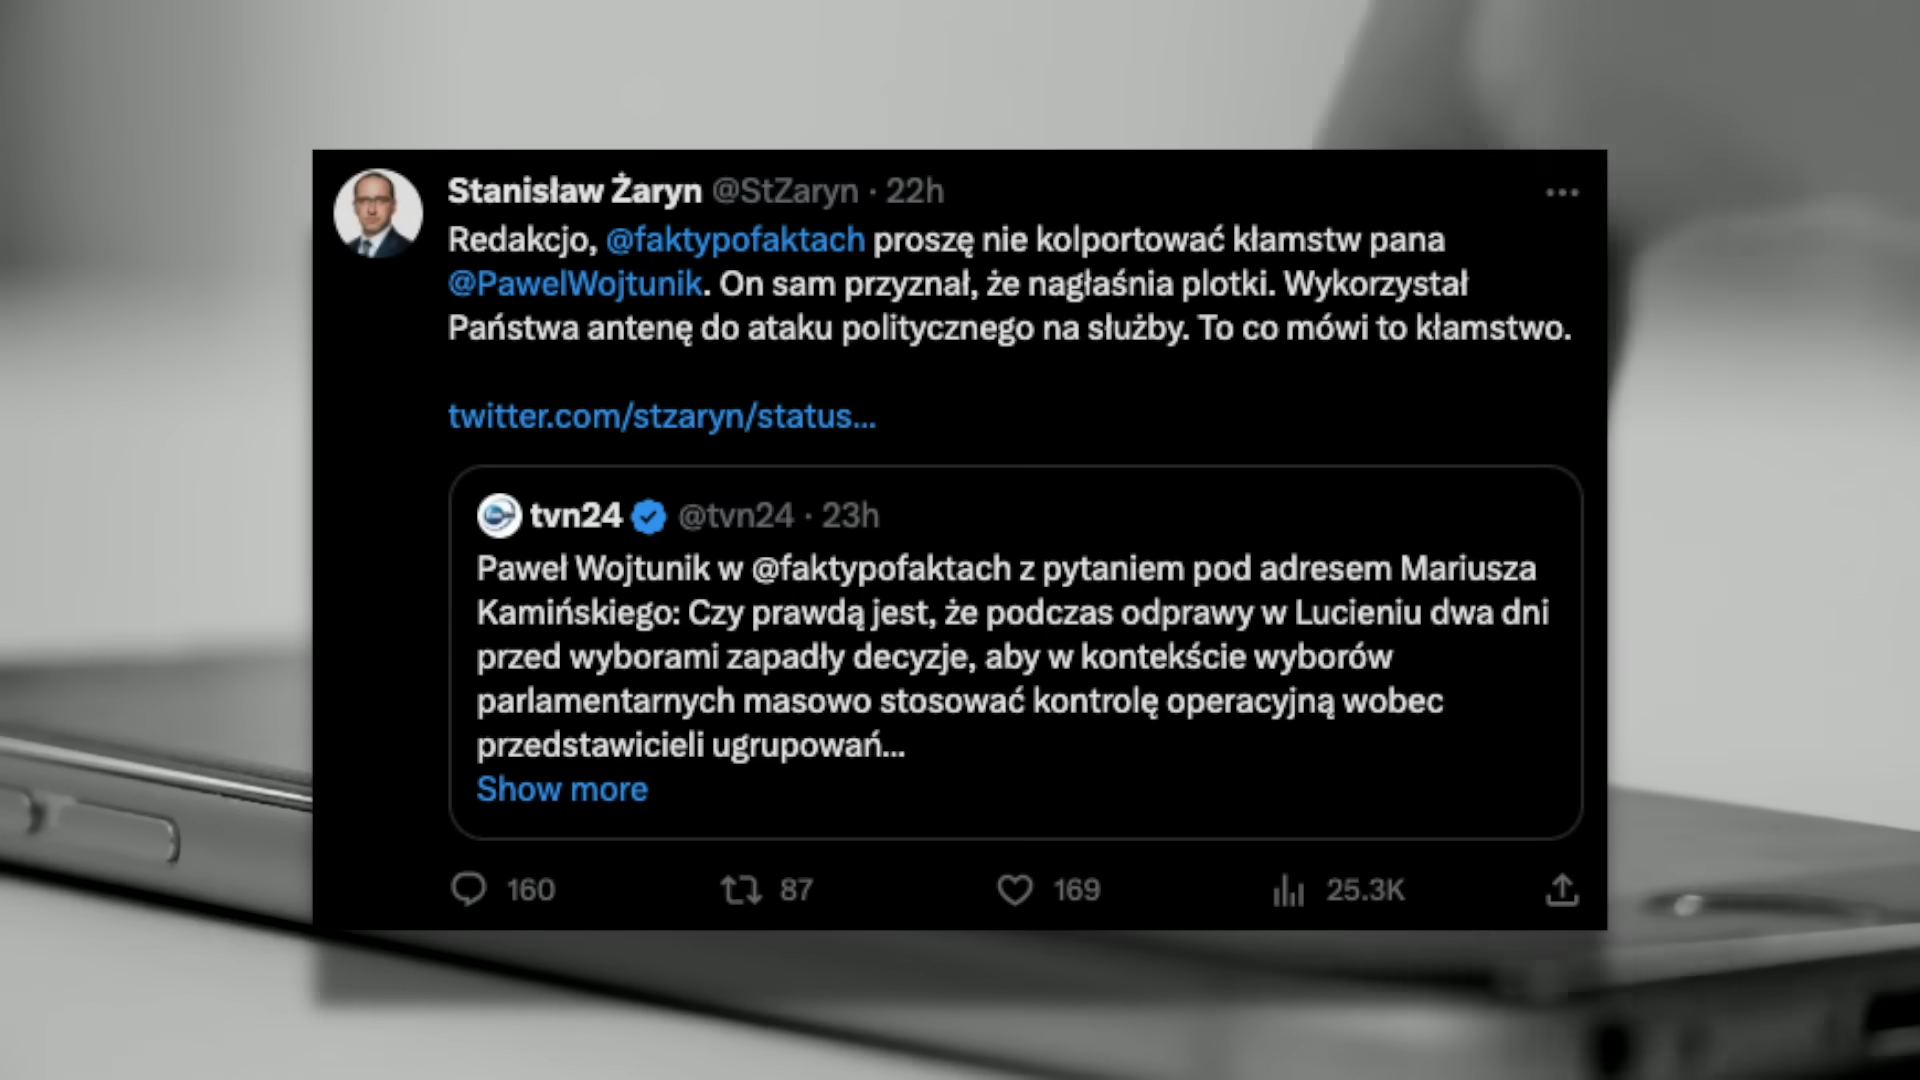 Stanisław Żaryn @StZaryn · 22h
Redakcjo, @faktypofaktach proszę nie kolportować kłamstw pana
@PawelWojtunik. On sam przyznał, że nagłaśnia plotki. Wykorzystał
Państwa antenę do ataku politycznego na służby. To co mówi to kłamstwo.
twitter.com/stzaryn/status...
tvn24 @tvn24 · 23h
Paweł Wojtunik w @faktypofaktach z pytaniem pod adresem Mariusza
Kamińskiego: Czy prawdą jest, że podczas odprawy w Lucieniu dwa dni
przed wyborami zapadły decyzje, aby w kontekście wyborów
parlamentarnych masowo stosować kontrolę operacyjną wobec
przedstawicieli ugrupowań...
Show more
160 87 169 25.3K